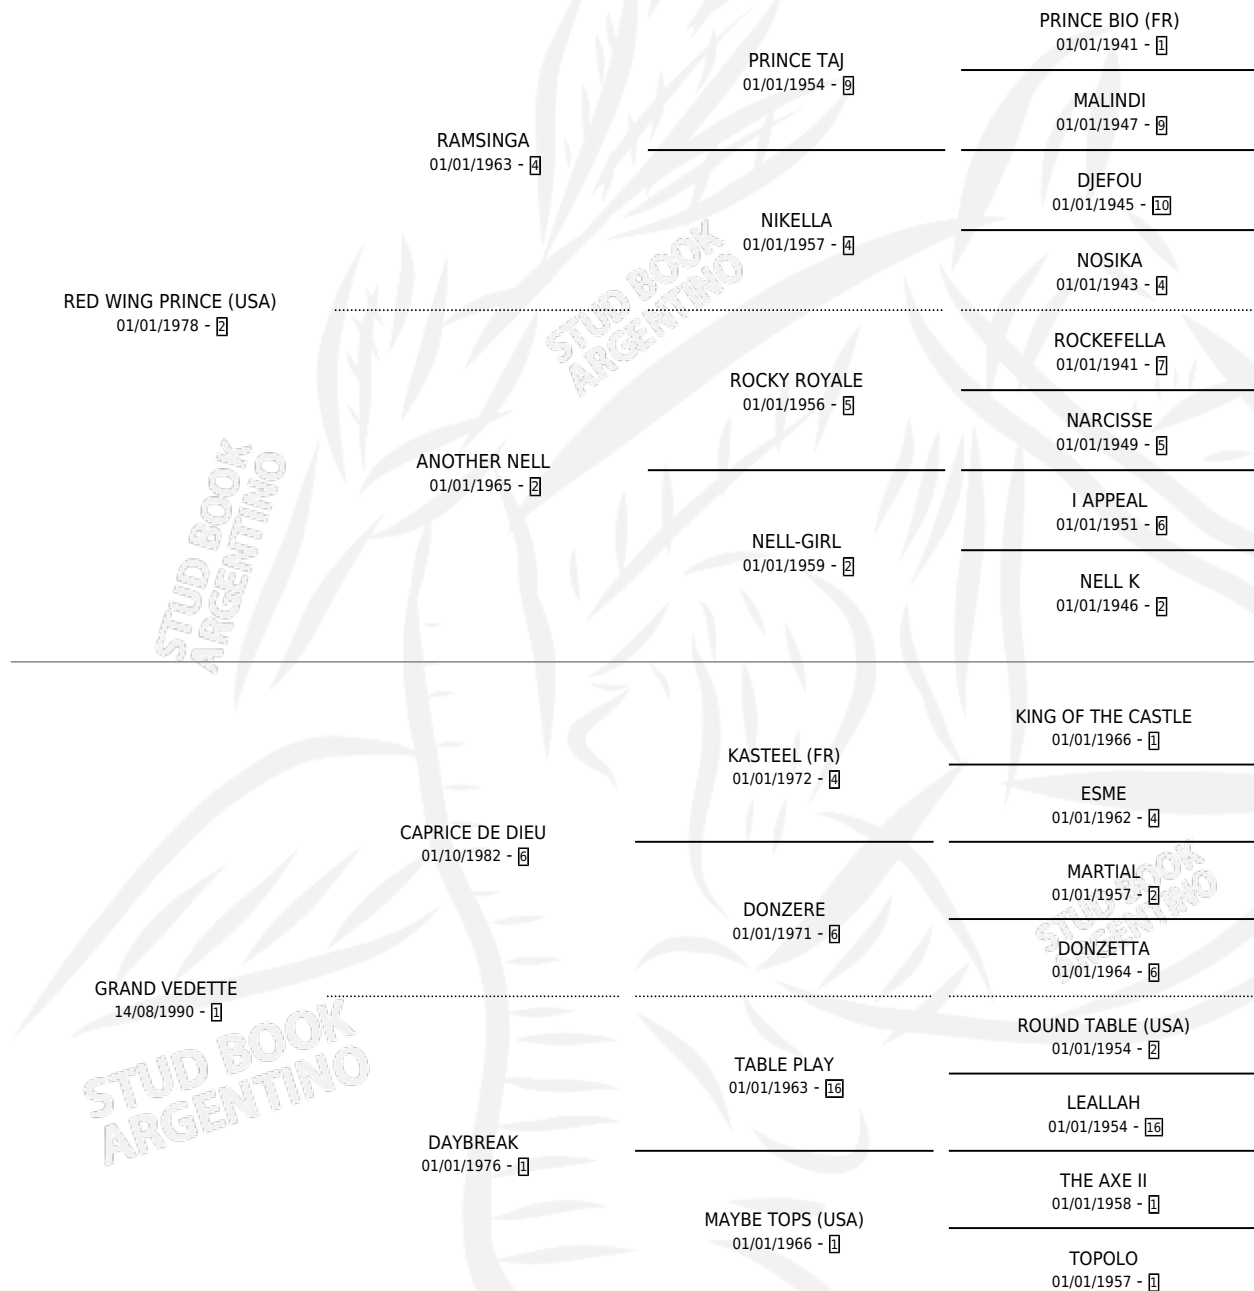 PRINCE BIO (FR)
01/01/1941 - 1
PRINCE TAJ
01/01/1954 - 9
MALINDI
01/01/1947 - 9
RAMSINGA
01/01/1963 - 4
DJEFOU
01/01/1945 - 10
NIKELLA
01/01/1957 - 4
NOSIKA
01/01/1943 - 4
RED WING PRINCE (USA)
01/01/1978 - 2
ROCKEFELLA
01/01/1941 - 7
ROCKY ROYALE
01/01/1956 - 5
NARCISSE
01/01/1949 - 5
ANOTHER NELL
01/01/1965 - 2
I APPEAL
01/01/1951 - 6
NELL-GIRL
01/01/1959 - 2
NELL K
01/01/1946 - 2
KING OF THE CASTLE
01/01/1966 - 1
KASTEEL (FR)
01/01/1972 - 4
ESME
01/01/1962 - 4
CAPRICE DE DIEU
01/10/1982 - 6
MARTIAL
01/01/1957 - 2
DONZERE
01/01/1971 - 6
DONZETTA
01/01/1964 - 6
GRAND VEDETTE
14/08/1990 - 1
ROUND TABLE (USA)
01/01/1954 - 2
TABLE PLAY
01/01/1963 - 16
LEALLAH
01/01/1954 - 16
DAYBREAK
01/01/1976 - 1
THE AXE II
01/01/1958 - 1
MAYBE TOPS (USA)
01/01/1966 - 1
TOPOLO
01/01/1957 - 1
STUD BOOK
ARGENTINO
STUD BOOK
ARGENTINO
STUD BOOK
ARGENTINO
STUD BOOK
ARGENTINO